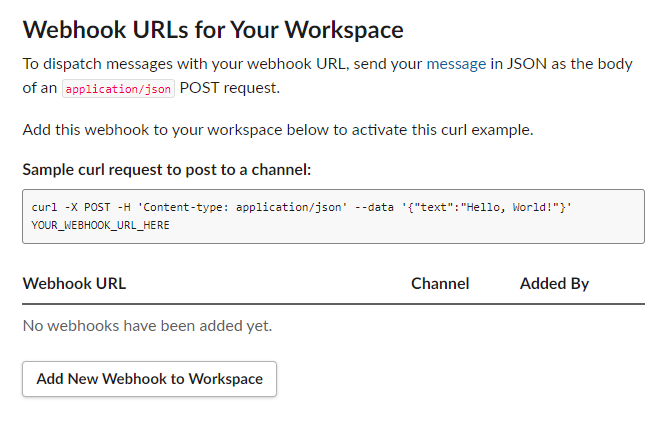 Webhook URLs for Your Workspace
To dispatch messages with your webhook URL, send your message in JSON as the body
of an application/json POST request.
Add this webhook to your workspace below to activate this curl example.
Sample curl request to post to a channel:
curl -X POST -H 'Content-type: application/json' --data '{"text":"Hello, World!"}'
YOUR_WEBHOOK_URL_HERE
Webhook URL Channel Added By
No webhooks have been added yet.
Add New Webhook to Workspace